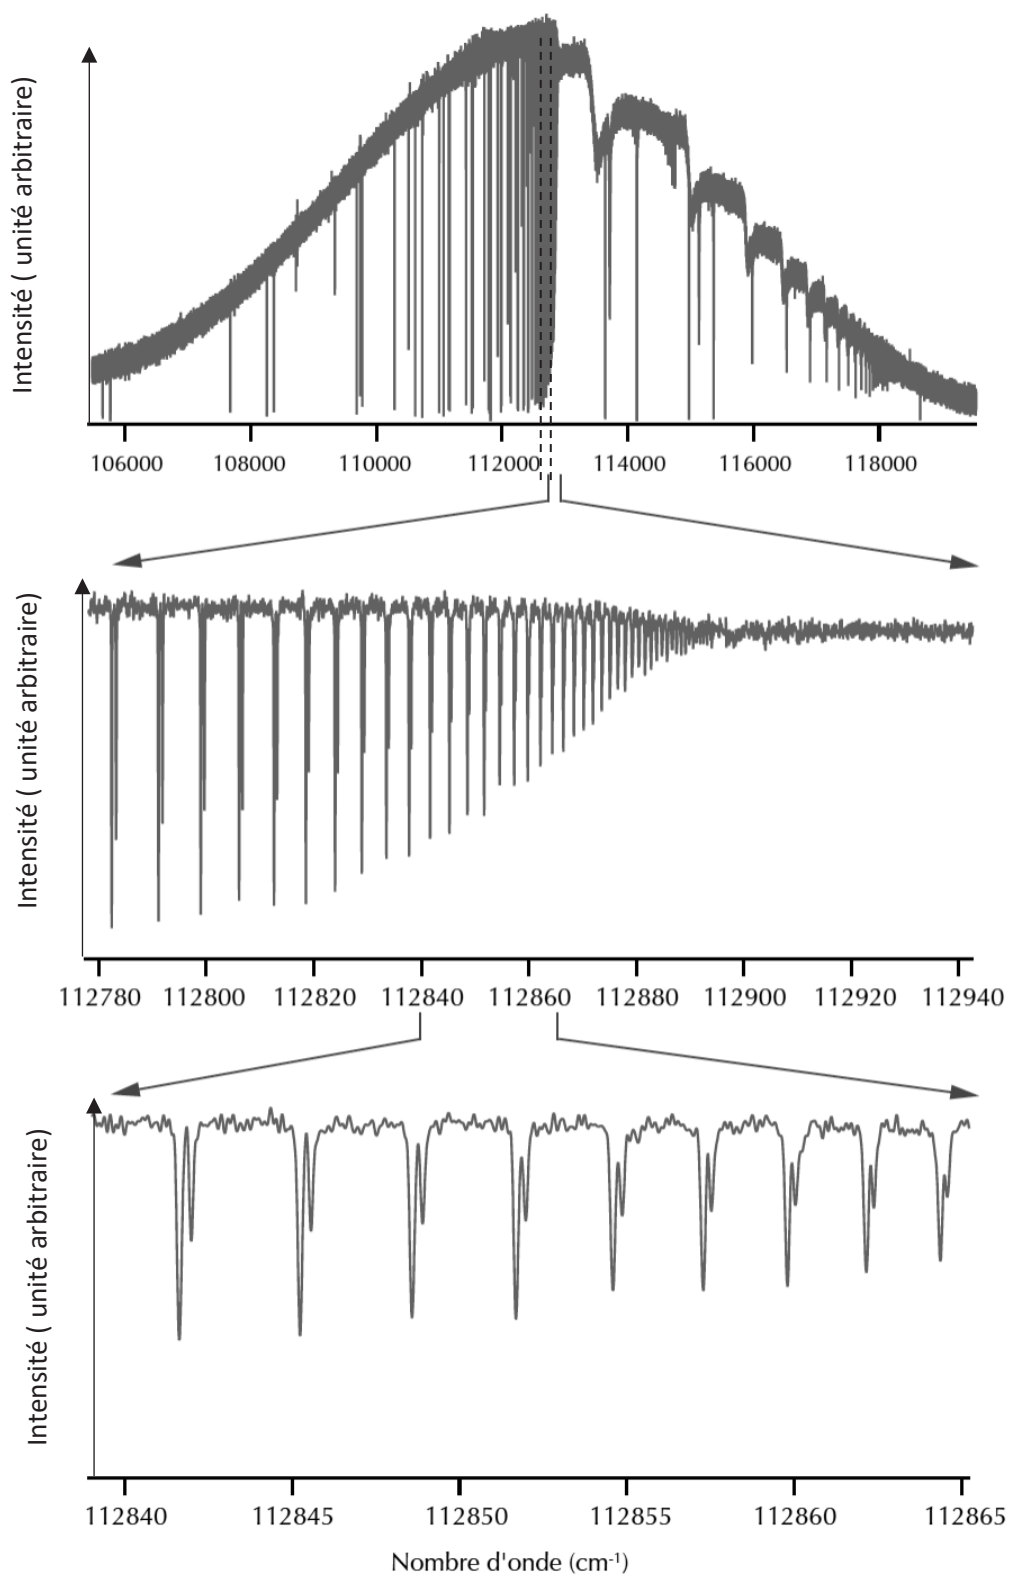 Intensité ( unité arbitraire)
106000 108000 110000 112000 114000 116000 118000
Intensité ( unité arbitraire)
112780 112800 112820 112840 112860 112880 112900 112920 112940
Intensité ( unité arbitraire)
112840 112845 112850 112855 112860 112865
Nombre d'onde (cm-1)